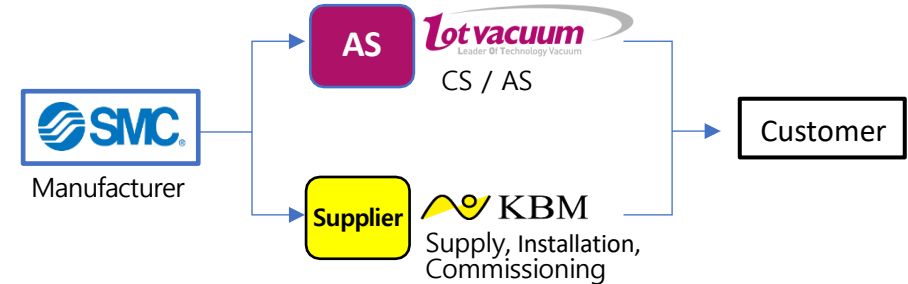 AS
Lotvacuum
Leader Of Technology Vacuum
CS / AS
SMC®
Manufacturer
Customer
Supplier
KBM
Supply, Installation,
Commissioning